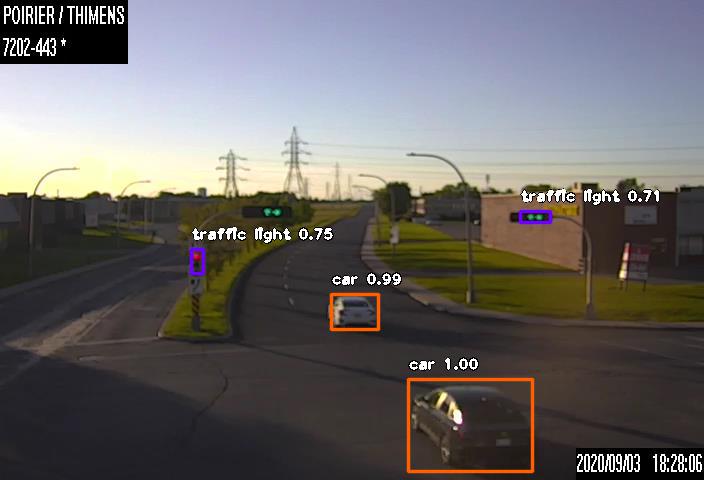 POIRIER / THIMENS
7202-443 *
traffic light 0.71
traffic light 0.75
car 0.99
car 1.00
2020/09/03 18:28:06